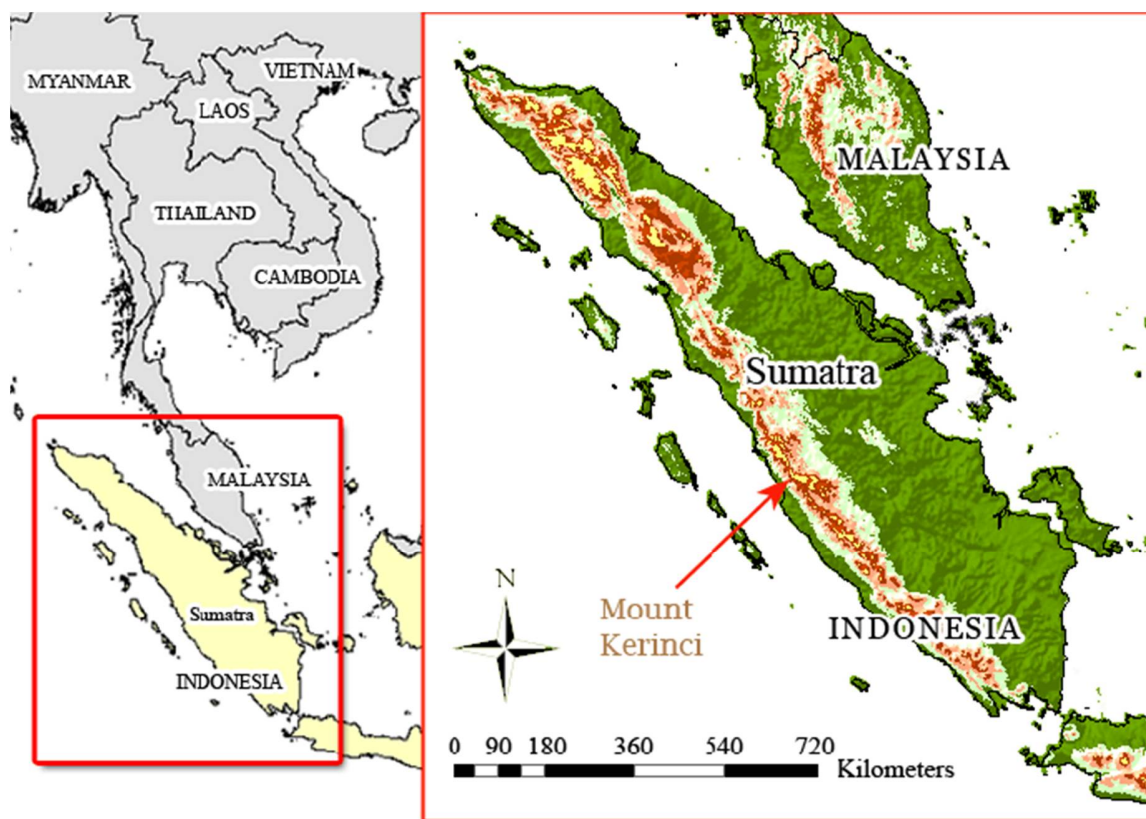 MYANMAR
VIETNAM
LAOS
THAILAND
CAMBODIA
MALAYSIA
Sumatra
INDONESIA
MALAYSIA
Sumatra
Mount
Kerinci
INDONESIA
N
0 90 180 360 540 720
Kilometers